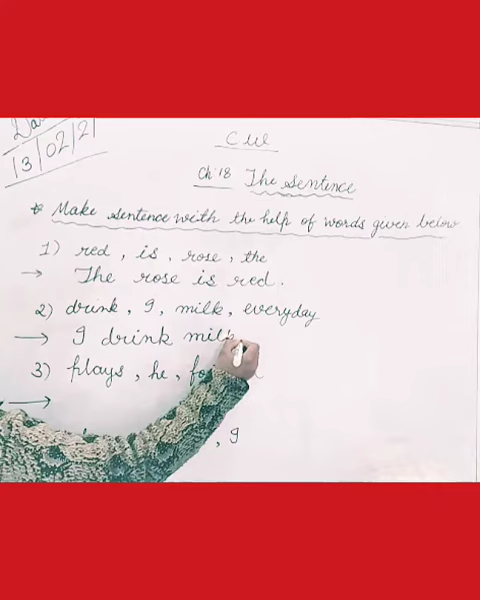 13/02/21
C W
Ch 18 The Sentence
* Make sentence with the help of words given below
1) red, is, rose, the
→ The rose is red.
2) drink, I, milk, everyday
→ I drink milk
3) plays, he,
→
, I